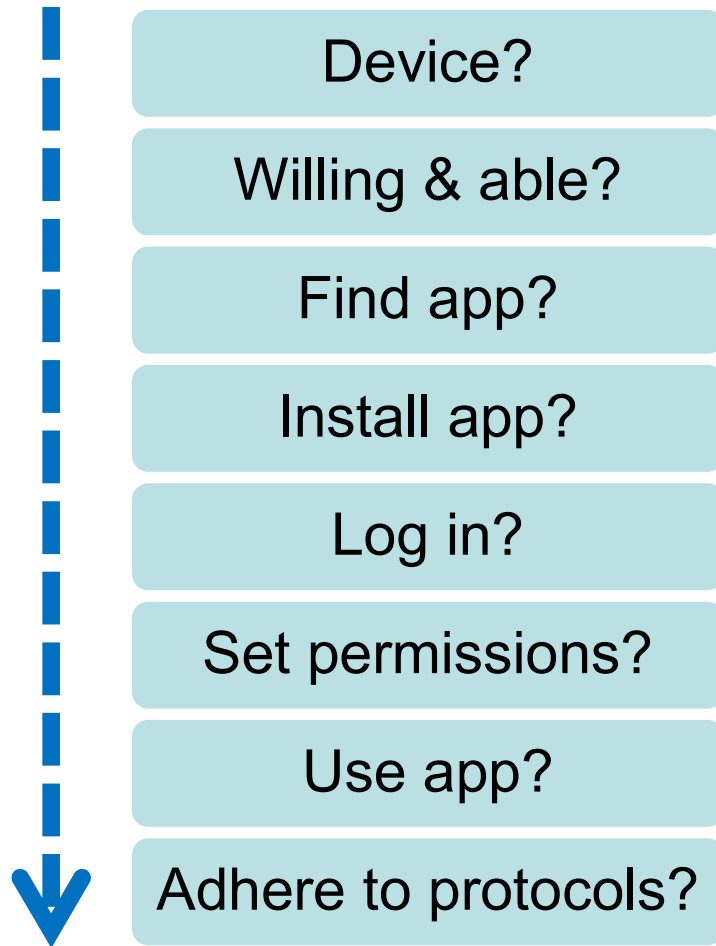 Device?
Willing & able?
Find app?
Install app?
Log in?
Set permissions?
Use app?
Adhere to protocols?